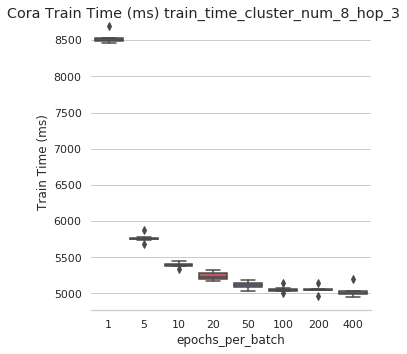 Cora Train Time (ms) train_time_cluster_num_8_hop_3
8500
8000
7500
7000
6500
6000
5500
5000
Train Time (ms)
1 5 10 20 50 100 200 400
epochs_per_batch